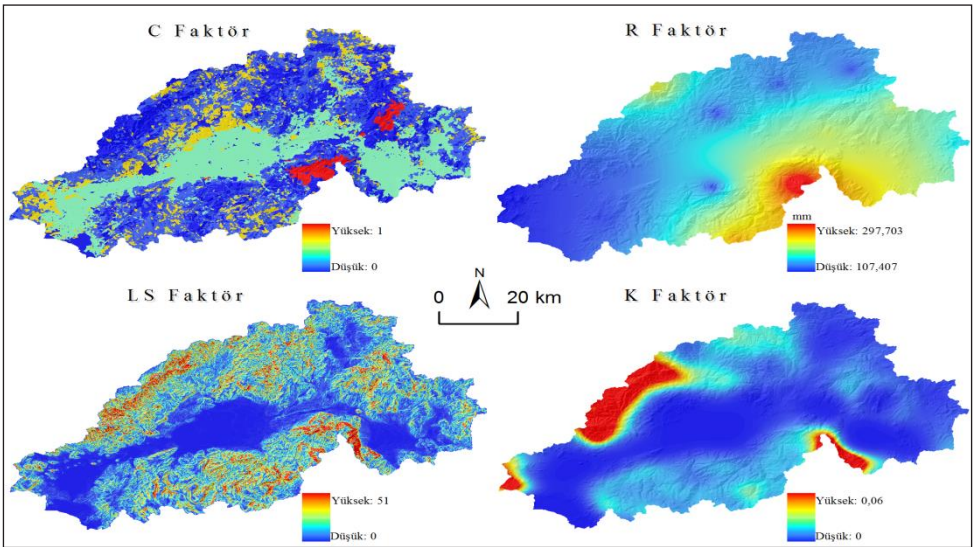 C Faktör
Yüksek: 1
Düşük: 0
R Faktör
mm
Yüksek: 297,703
Düşük: 107,407
LS Faktör
Yüksek: 51
Düşük: 0
N
0 20 km
K Faktör
Yüksek: 0,06
Düşük: 0